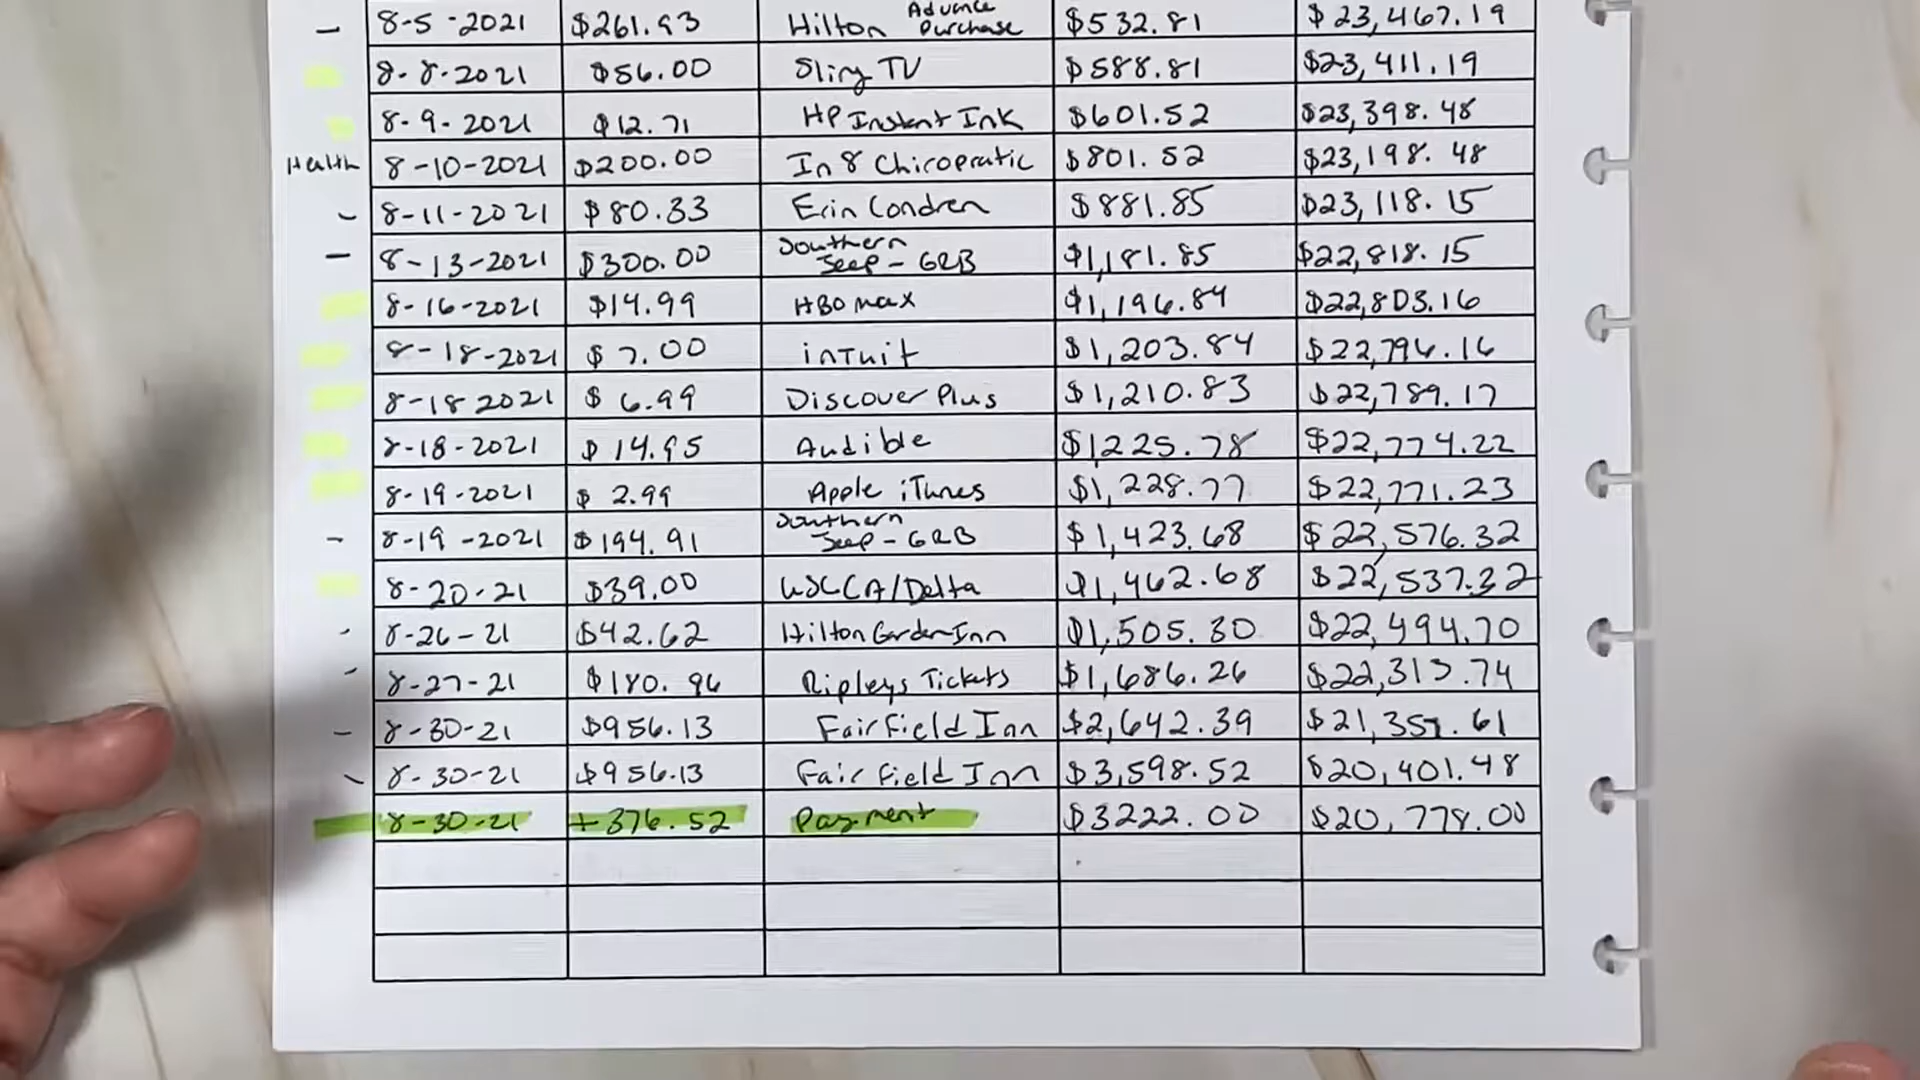 - 8-5-2021 $261.93 Hilton Advance Purchase $532.81 $23,467.19
8-8-2021 $56.00 Sling TV $588.81 $23,411.19
8-9-2021 $12.71 HP Instant Ink $601.52 $23,398.48
Health 8-10-2021 $200.00 In 8 Chiropratic $801.52 $23,198.48
- 8-11-2021 $80.33 Erin Condren $881.85 $23,118.15
- 8-13-2021 $300.00 Southern Jeep - GRB $1,181.85 $22,818.15
8-16-2021 $14.99 HBO max $1,196.84 $22,803.16
8-18-2021 $7.00 inTuit $1,203.84 $22,796.16
8-18 2021 $6.99 Discover Plus $1,210.83 $22,789.17
8-18-2021 $14.95 Audible $1225.78 $22,774.22
8-19-2021 $2.99 Apple iTunes $1,228.77 $22,771.23
- 8-19-2021 $194.91 Southern Jeep - GRB $1,423.68 $22,576.32
8-20-21 $39.00 WSCCA/Delta $1,462.68 $22,537.32
- 8-26-21 $42.62 Hilton Garden Inn $1,505.30 $22,494.70
- 8-27-21 $180.96 Ripleys Tickets $1,686.26 $22,313.74
- 8-30-21 $956.13 Fairfield Inn $2,642.39 $21,357.61
- 8-30-21 $956.13 Fairfield Inn $3,598.52 $20,401.48
8-30-21 +376.52 Payment $3222.00 $20,778.00